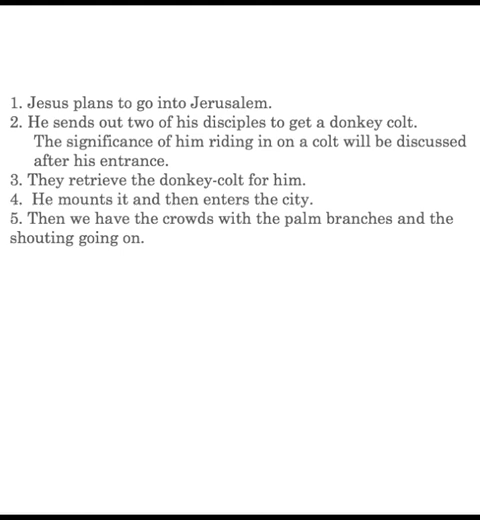 1. Jesus plans to go into Jerusalem.
2. He sends out two of his disciples to get a donkey colt.
The significance of him riding in on a colt will be discussed
after his entrance.
3. They retrieve the donkey-colt for him.
4.  He mounts it and then enters the city.
5. Then we have the crowds with the palm branches and the
shouting going on.